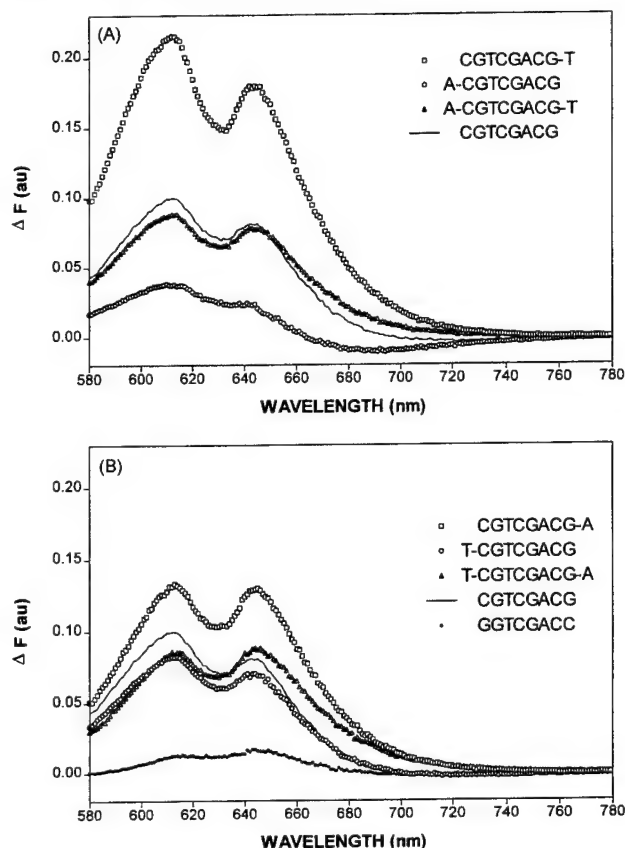 (A)
0.20
0.15
0.10
0.05
0.00
Δ F (au)
CGTCGACG-T
A-CGTCGACG
A-CGTCGACG-T
CGTCGACG
580 600 620 640 660 680 700 720 740 760 780
WAVELENGTH (nm)
(B)
0.20
0.15
0.10
0.05
0.00
Δ F (au)
CGTCGACG-A
T-CGTCGACG
T-CGTCGACG-A
CGTCGACG
GGTCGACC
580 600 620 640 660 680 700 720 740 760 780
WAVELENGTH (nm)